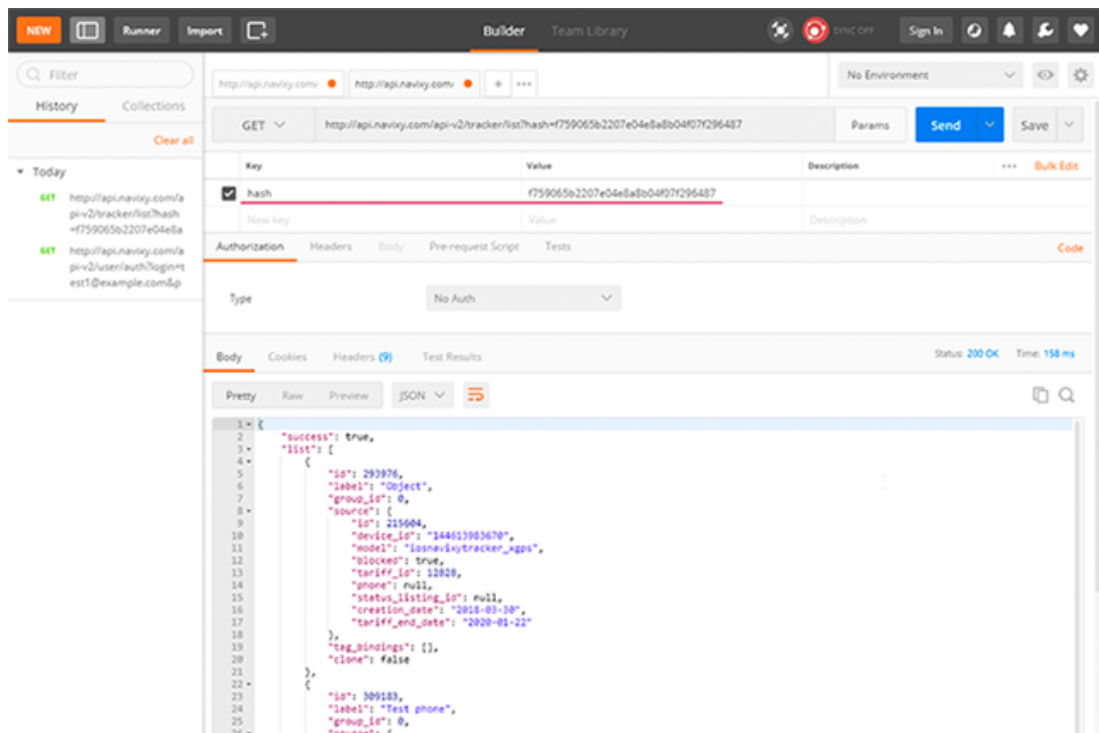 NEW Runner Import Builder Team Library SYNC OFF Sign In
Filter
History Collections
Clear all
Today
GET http://api.navixy.com/a
pi-v2/tracker/list?hash
=f759065b2207e04e8a
GET http://api.navixy.com/a
pi-v2/user/auth?login=t
est1@example.com&p
http://api.navixy.com/ http://api.navixy.com/ + ••• No Environment
GET http://api.navixy.com/api-v2/tracker/list?hash=f759065b2207e04e8a8b04f07f296487 Params Send Save
Key Value Description ••• Bulk Edit
hash f759065b2207e04e8a8b04f07f296487
New key Value Description
Authorization Headers Body Pre-request Script Tests Code
Type No Auth
Body Cookies Headers (9) Test Results Status: 200 OK Time: 158 ms
Pretty Raw Preview JSON
1 {
2 "success": true,
3 "list": [
4 {
5 "id": 293976,
6 "label": "Object",
7 "group_id": 0,
8 "source": {
9 "id": 215604,
10 "device_id": "144613983670",
11 "model": "iosnavixytracker_xgps",
12 "blocked": true,
13 "tariff_id": 12828,
14 "phone": null,
15 "status_listing_id": null,
16 "creation_date": "2018-03-30",
17 "tariff_end_date": "2020-01-22"
18 },
19 "tag_bindings": [],
20 "clone": false
21 },
22 {
23 "id": 309183,
24 "label": "Test phone",
25 "group_id": 0,